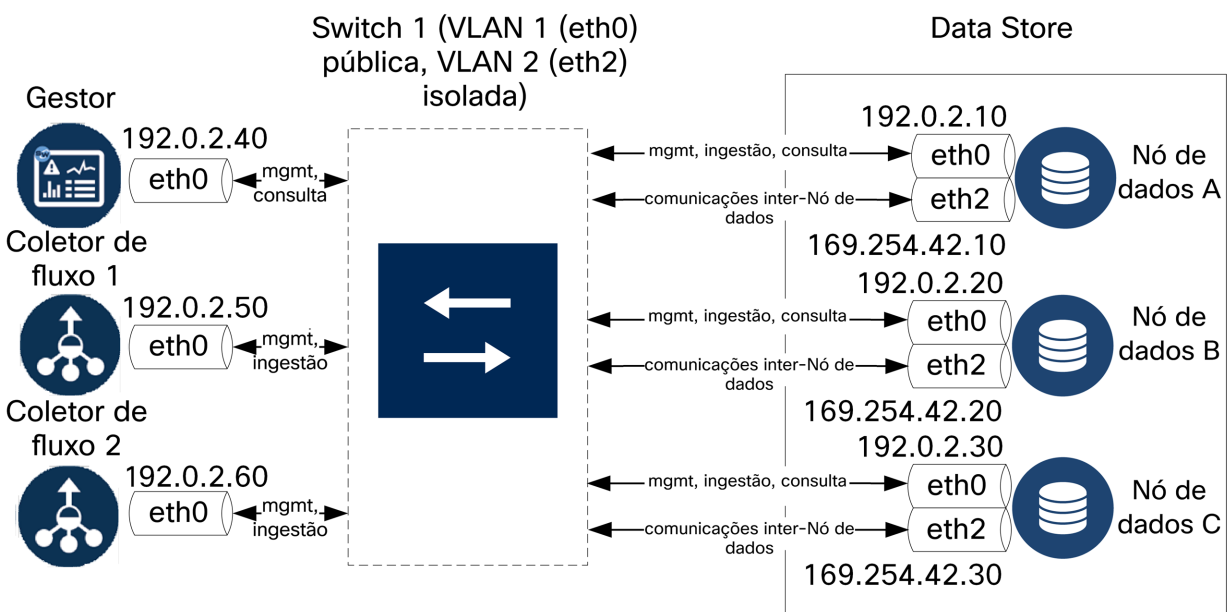 Switch 1 (VLAN 1 (eth0)
pública, VLAN 2 (eth2)
isolada)
Data Store
Gestor
192.0.2.40
eth0
mgmt,
consulta
Coletor de
fluxo 1
192.0.2.50
eth0
mgmt,
ingestão
Coletor de
fluxo 2
192.0.2.60
eth0
mgmt,
ingestão
mgmt, ingestão, consulta
comunicações inter-Nó de
dados
192.0.2.10
eth0
eth2
169.254.42.10
Nó de
dados A
mgmt, ingestão, consulta
comunicações inter-Nó de
dados
192.0.2.20
eth0
eth2
169.254.42.20
Nó de
dados B
mgmt, ingestão, consulta
comunicações inter-Nó de
dados
192.0.2.30
eth0
eth2
169.254.42.30
Nó de
dados C